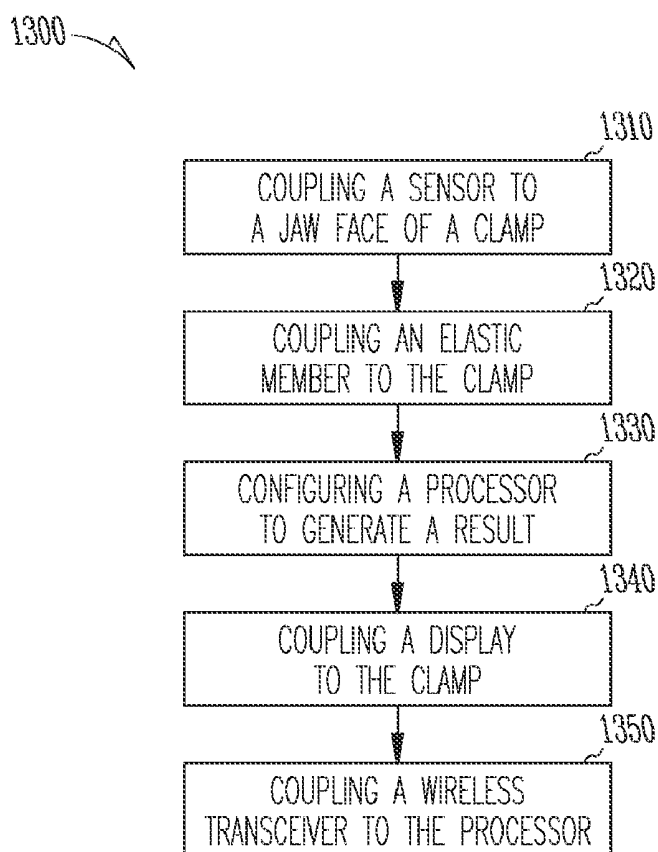 1300
1310
COUPLING A SENSOR TO
A JAW FACE OF A CLAMP
1320
COUPLING AN ELASTIC
MEMBER TO THE CLAMP
1330
CONFIGURING A PROCESSOR
TO GENERATE A RESULT
1340
COUPLING A DISPLAY
TO THE CLAMP
1350
COUPLING A WIRELESS
TRANSCEIVER TO THE PROCESSOR